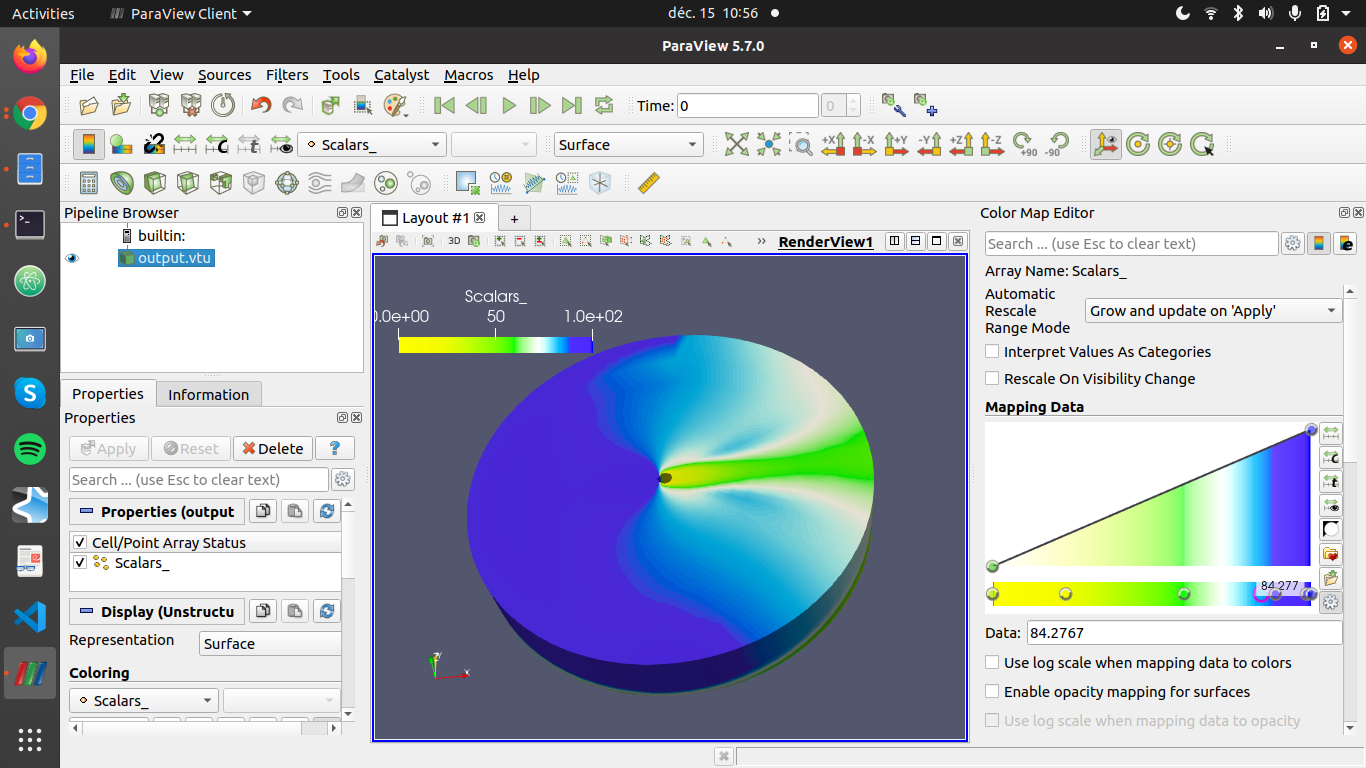 Activities ParaView Client déc. 15 10:56
ParaView 5.7.0
File Edit View Sources Filters Tools Catalyst Macros Help
Time: 0 0
Scalars_ Surface +X -X +Y -Y +Z -Z +90 -90
Pipeline Browser
builtin:
output.vtu
Properties Information
Properties
Apply Reset Delete ?
Search ... (use Esc to clear text)
Properties (output
Cell/Point Array Status
Scalars_
Display (Unstructu
Representation Surface
Coloring
Scalars_
Layout #1 +
3D RenderView1
Scalars_
0.0e+00 50 1.0e+02
Color Map Editor
Search ... (use Esc to clear text)
Array Name: Scalars_
Automatic
Rescale
Range Mode
Grow and update on 'Apply'
Interpret Values As Categories
Rescale On Visibility Change
Mapping Data
84.277
Data: 84.2767
Use log scale when mapping data to colors
Enable opacity mapping for surfaces
Use log scale when mapping data to opacity